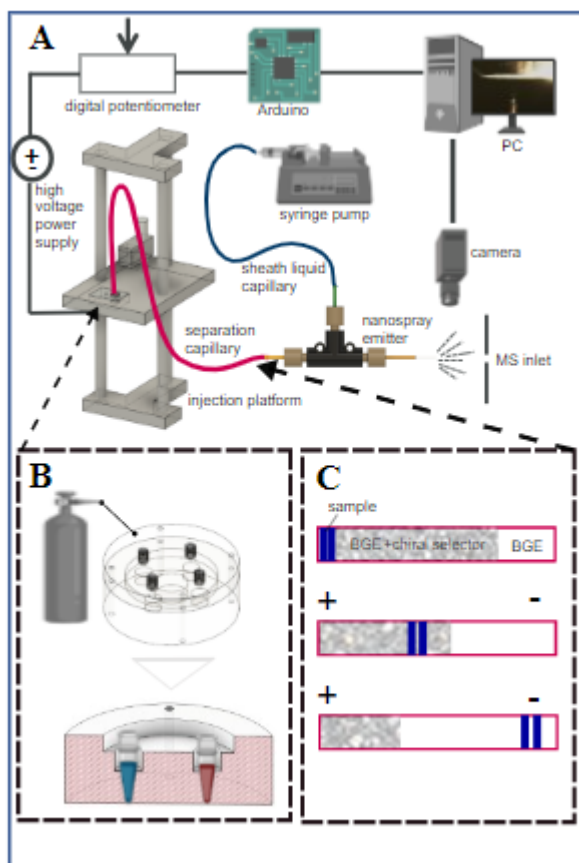 A
digital potentiometer
Arduino
PC
±
high
voltage
power
supply
syringe pump
camera
sheath liquid
capillary
nanospray
emitter
separation
capillary
MS inlet
injection platform
B
C
sample
BGE+chiral selector
BGE
+ -
+ -